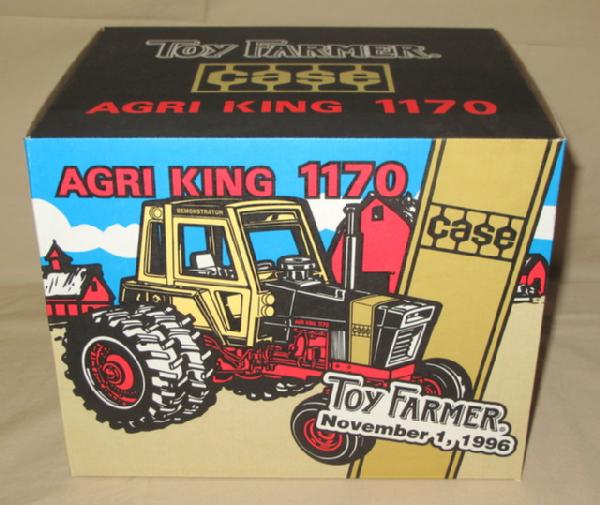 TOY FARMER®
case
AGRI KING 1170
AGRI KING 1170
case
DEMONSTRATOR
AGRI KING 1170
case
TOY FARMER®
November 1, 1996